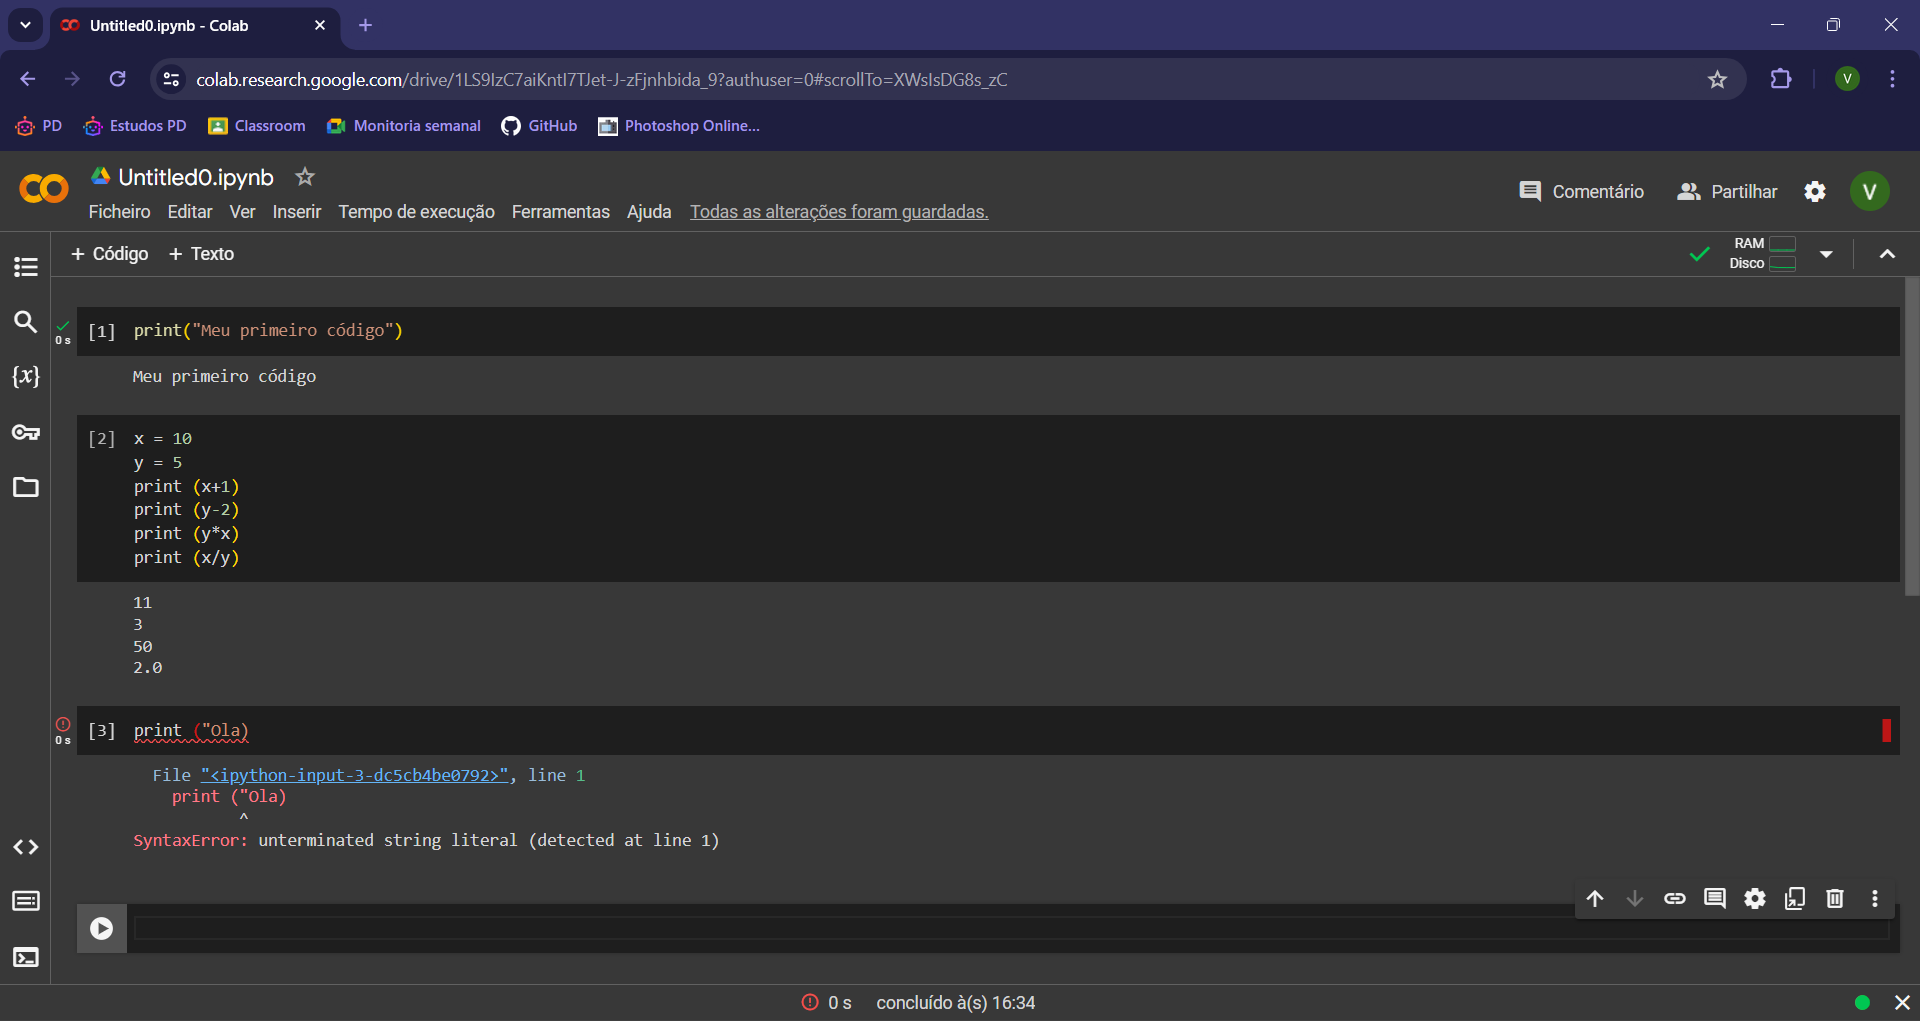 Untitled0.ipynb - Colab
colab.research.google.com/drive/1LS9IzC7aiKntI7TJet-J-zFjnhbida_9?authuser=0#scrollTo=XWsIsDG8s_zC
V
PD Estudos PD Classroom Monitoria semanal GitHub Photoshop Online...
Untitled0.ipynb
Comentário Partilhar V
Ficheiro Editar Ver Inserir Tempo de execução Ferramentas Ajuda Todas as alterações foram guardadas.
+ Código + Texto
RAM
Disco
[1] print("Meu primeiro código")
0 s
Meu primeiro código
[2] x = 10
y = 5
print (x+1)
print (y-2)
print (y*x)
print (x/y)
11
3
50
2.0
[3] print ("Ola)
0 s
File "<ipython-input-3-dc5cb4be0792>", line 1
print ("Ola)
^
SyntaxError: unterminated string literal (detected at line 1)
0 s concluído à(s) 16:34